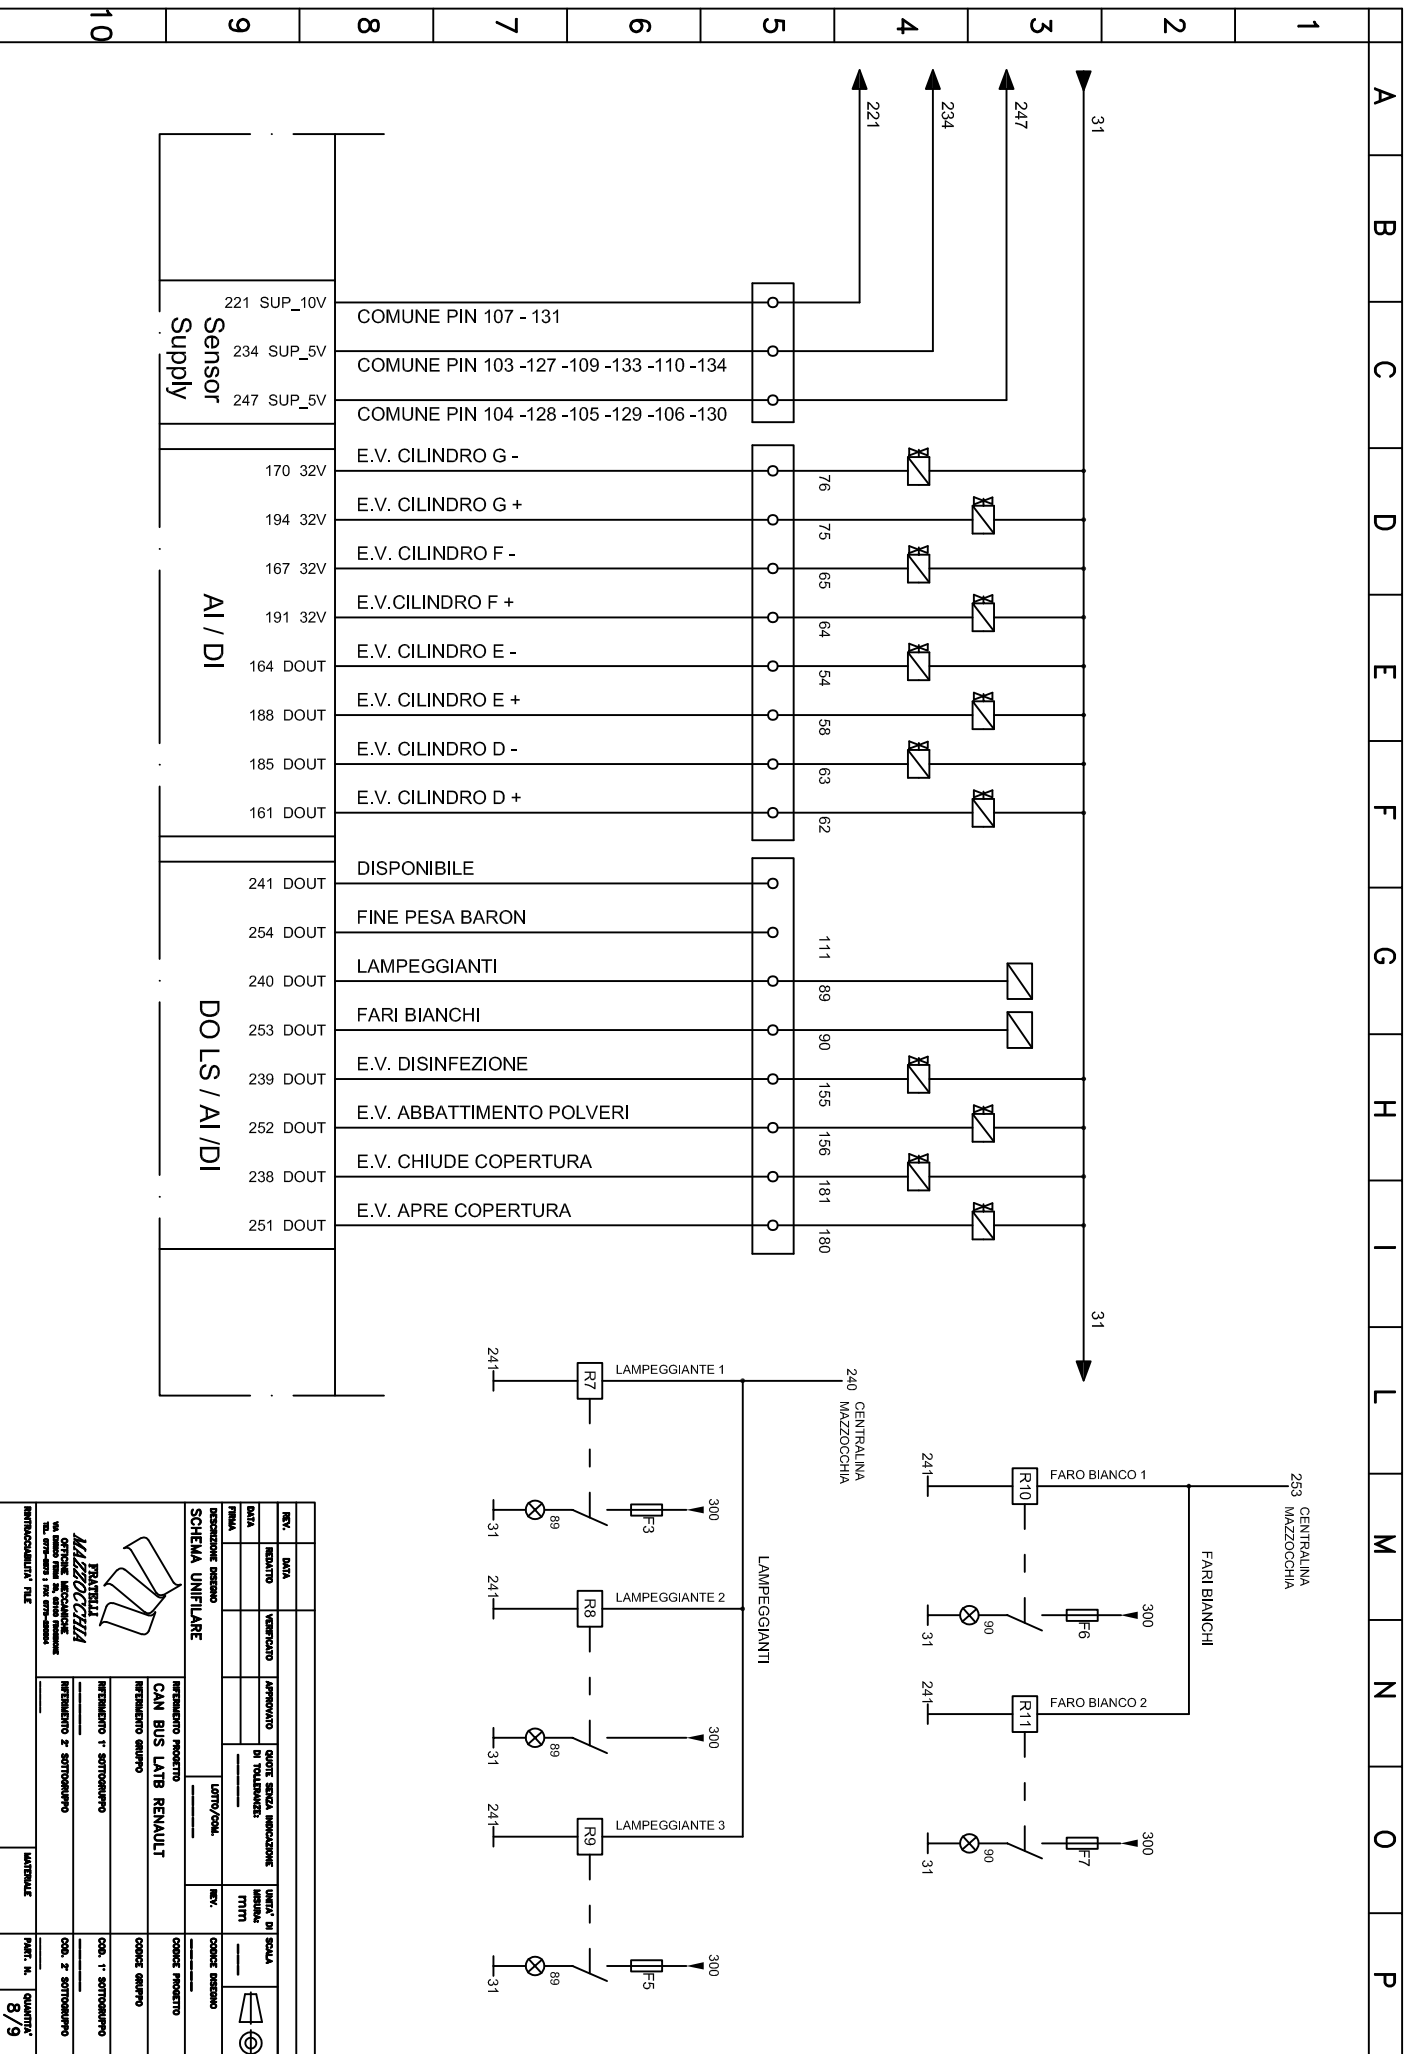 10
9
8
7
6
5
4
3
2
1
A
B
C
D
E
F
G
H
I
L
M
N
O
P
221
234
247
31
221 SUP_10V
COMUNE PIN 107 - 131
234 SUP_5V
COMUNE PIN 103 -127 -109 -133 -110 -134
247 SUP_5V
COMUNE PIN 104 -128 -105 -129 -106 -130
Sensor
Supply
170 32V
E.V. CILINDRO G -
76
194 32V
E.V. CILINDRO G +
75
167 32V
E.V. CILINDRO F -
65
191 32V
E.V.CILINDRO F +
64
164 DOUT
E.V. CILINDRO E -
54
188 DOUT
E.V. CILINDRO E +
58
185 DOUT
E.V. CILINDRO D -
63
161 DOUT
E.V. CILINDRO D +
62
AI / DI
241 DOUT
DISPONIBILE
254 DOUT
FINE PESA BARON
111
240 DOUT
LAMPEGGIANTI
89
253 DOUT
FARI BIANCHI
90
239 DOUT
E.V. DISINFEZIONE
155
252 DOUT
E.V. ABBATTIMENTO POLVERI
156
238 DOUT
E.V. CHIUDE COPERTURA
181
251 DOUT
E.V. APRE COPERTURA
180
DO LS / AI /DI
31
240 CENTRALINA
MAZZOCCHIA
LAMPEGGIANTI
241
R7
LAMPEGGIANTE 1
31
89
F3
300
241
R8
LAMPEGGIANTE 2
31
89
300
241
R9
LAMPEGGIANTE 3
31
89
F5
300
253 CENTRALINA
MAZZOCCHIA
FARI BIANCHI
241
R10
FARO BIANCO 1
31
90
F6
300
241
R11
FARO BIANCO 2
31
90
F7
300
REV.
DATA
REDATTO
VERIFICATO
APPROVATO
DATA
FIRMA
QUOTE SENZA INDICAZIONE
DI TOLLERANZE:
UNITA' DI
MISURA:
mm
SCALA
DESCRIZIONE DISEGNO
SCHEMA UNIFILARE
LOTTO/COM.
REV.
CODICE DISEGNO
RIFERIMENTO PROGETTO
CAN BUS LATB RENAULT
CODICE PROGETTO
RIFERIMENTO GRUPPO
CODICE GRUPPO
RIFERIMENTO 1° SOTTOGRUPPO
COD. 1° SOTTOGRUPPO
RIFERIMENTO 2° SOTTOGRUPPO
COD. 2° SOTTOGRUPPO
FRATELLI
MAZZOCCHIA
OFFICINE MECCANICHE
RINTRACCIABILITA' FILE
MATERIALE
PART. N.
QUANTITA'
8/9